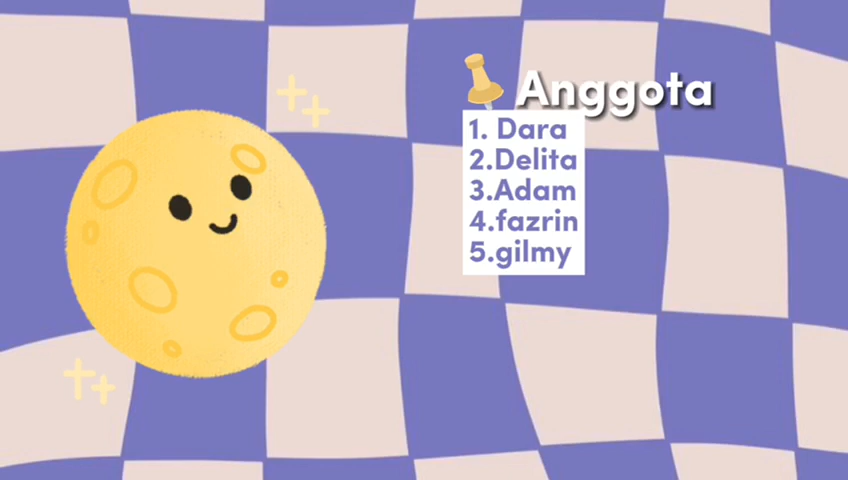 Anggota
1. Dara
2.Delita
3.Adam
4.fazrin
5.gilmy